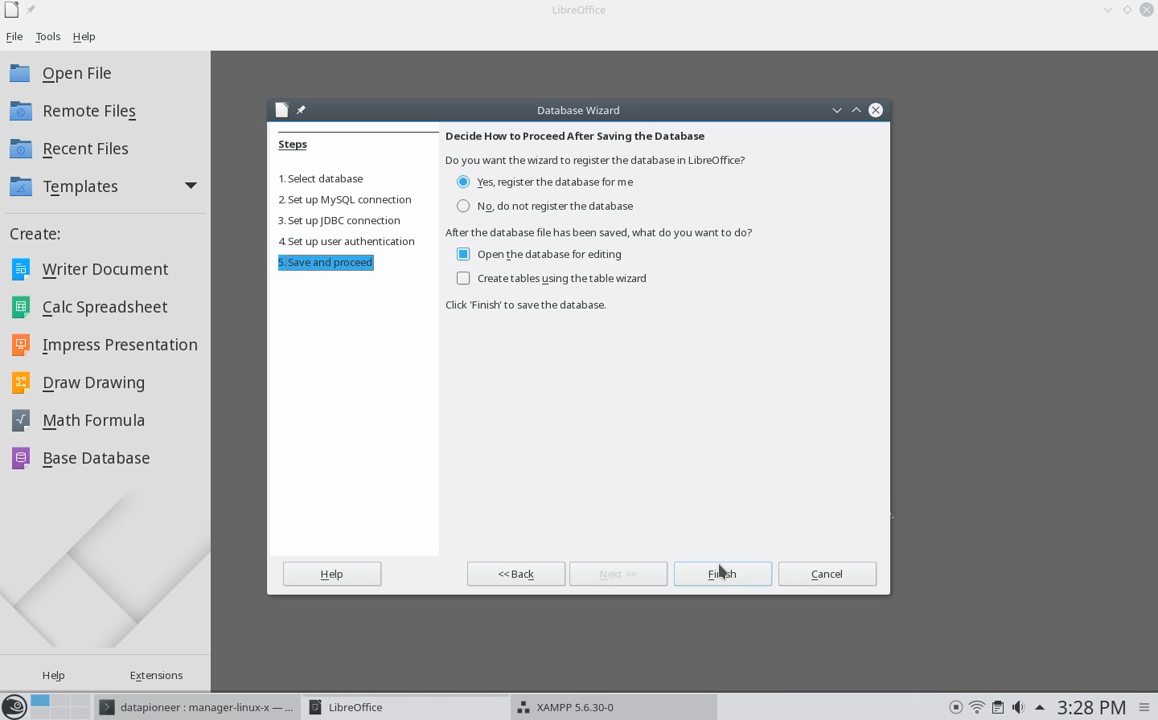 LibreOffice
File Tools Help
Open File
Remote Files
Recent Files
Templates
Create:
Writer Document
Calc Spreadsheet
Impress Presentation
Draw Drawing
Math Formula
Base Database
Help Extensions
Database Wizard
Steps
1. Select database
2. Set up MySQL connection
3. Set up JDBC connection
4. Set up user authentication
5. Save and proceed
Decide How to Proceed After Saving the Database
Do you want the wizard to register the database in LibreOffice?
Yes, register the database for me
No, do not register the database
After the database file has been saved, what do you want to do?
Open the database for editing
Create tables using the table wizard
Click 'Finish' to save the database.
Help << Back Next >> Finish Cancel
datapioneer : manager-linux-x — ... LibreOffice XAMPP 5.6.30-0 3:28 PM